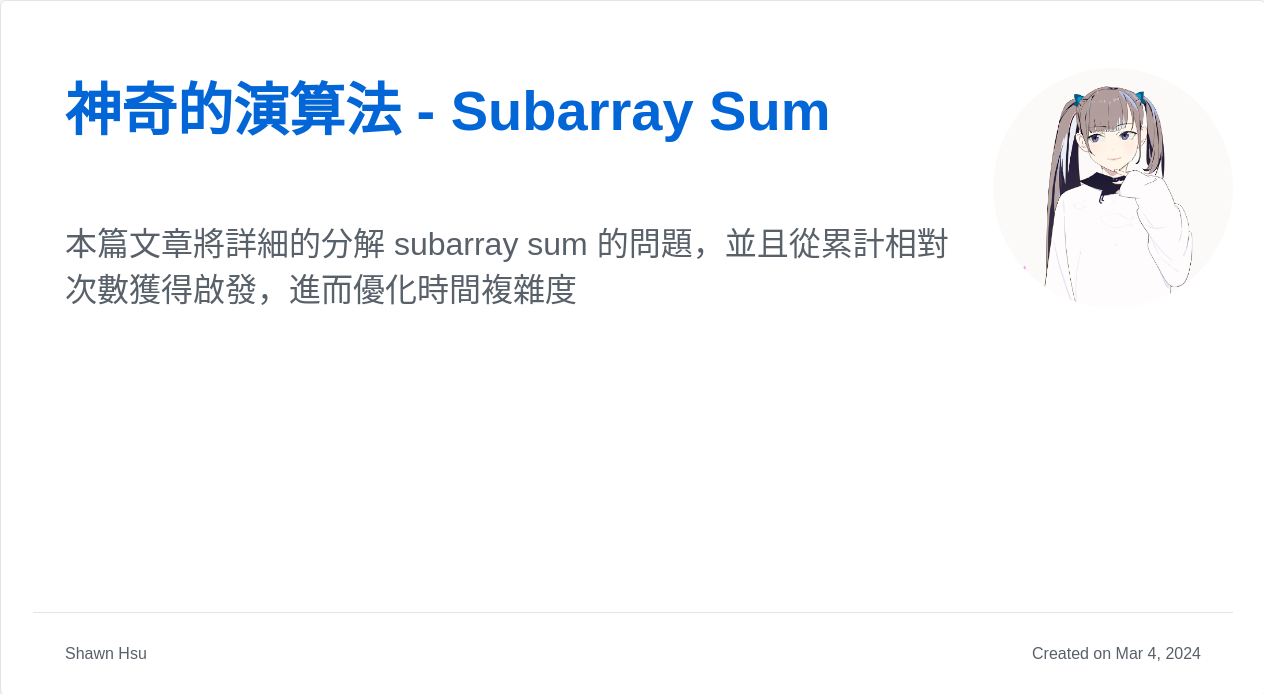 神奇的演算法 - Subarray Sum
本篇文章將詳細的分解 subarray sum 的問題，並且從累計相對
次數獲得啟發，進而優化時間複雜度
Shawn Hsu
Created on Mar 4, 2024